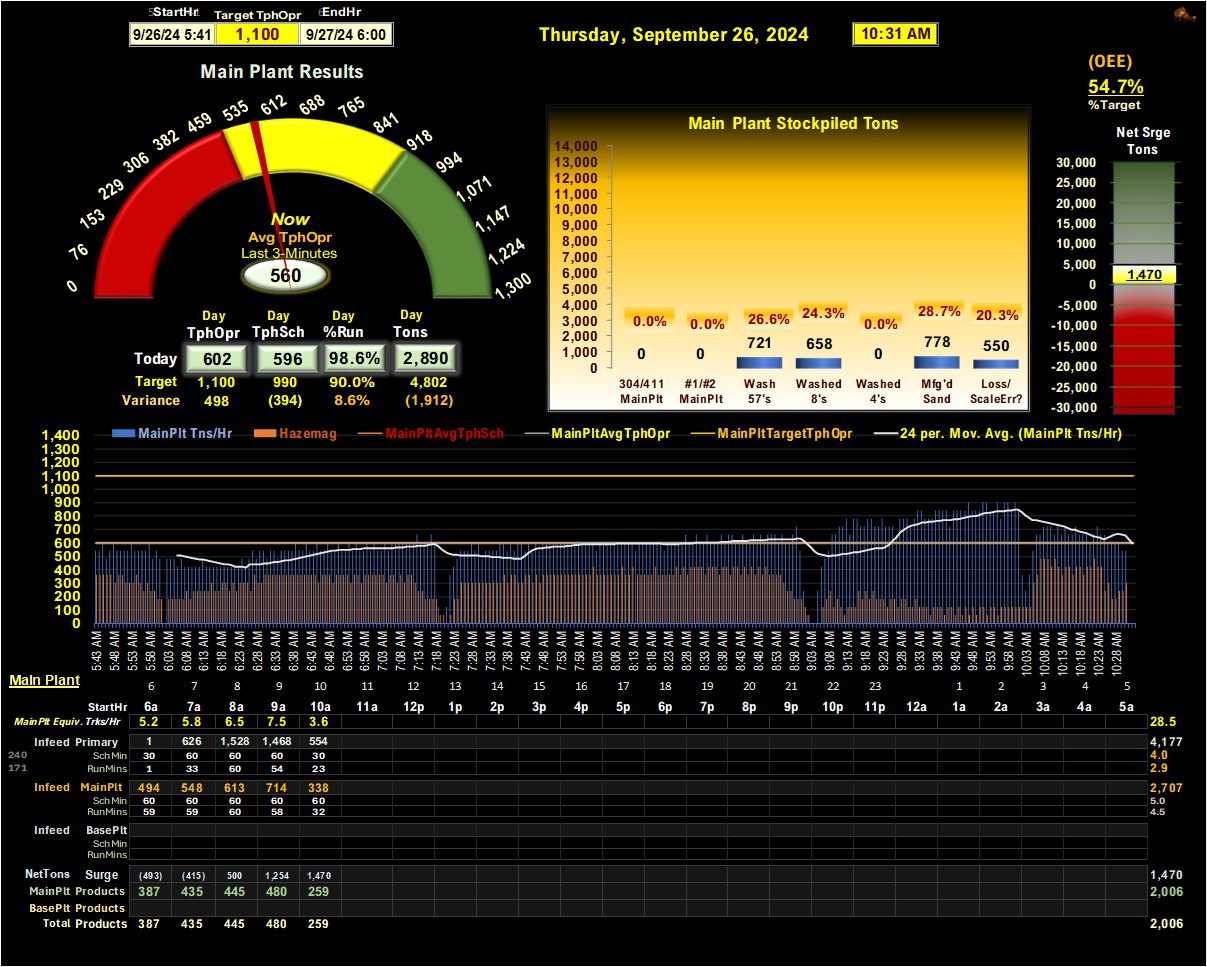 StartHr Target TphOpr EndHr
9/26/24 5:41 1,100 9/27/24 6:00
Thursday, September 26, 2024 10:31 AM
Main Plant Results
(OEE)
54.7%
%Target
0 76 153 229 306 382 459 535 612 688 765 841 918 994 1,071 1,147 1,224 1,300
Now
Avg TphOpr
Last 3-Minutes
560
Day Day Day Day
TphOpr TphSch %Run Tons
Today 602 596 98.6% 2,890
Target 1,100 990 90.0% 4,802
Variance 498 (394) 8.6% (1,912)
Main Plant Stockpiled Tons
14,000
13,000
12,000
11,000
10,000
9,000
8,000
7,000
6,000
5,000
4,000
3,000
2,000
1,000
0
0.0% 0.0% 26.6% 24.3% 0.0% 28.7% 20.3%
0 0 721 658 0 778 550
304/411 #1/#2 Wash Washed Washed Mfg'd Loss/
MainPlt MainPlt 57's 8's 4's Sand ScaleErr?
Net Srge
Tons
30,000
25,000
20,000
15,000
10,000
5,000
1,470
0
-5,000
-10,000
-15,000
-20,000
-25,000
-30,000
MainPlt Tns/Hr Hazemag MainPltAvgTphSch MainPltAvgTphOpr MainPltTargetTphOpr 24 per. Mov. Avg. (MainPlt Tns/Hr)
1,400
1,300
1,200
1,100
1,000
900
800
700
600
500
400
300
200
100
0
5:43 AM 5:48 AM 5:53 AM 5:58 AM 6:03 AM 6:08 AM 6:13 AM 6:18 AM 6:23 AM 6:28 AM 6:33 AM 6:38 AM 6:43 AM 6:48 AM 6:53 AM 6:58 AM 7:03 AM 7:08 AM 7:13 AM 7:18 AM 7:23 AM 7:28 AM 7:33 AM 7:38 AM 7:43 AM 7:48 AM 7:53 AM 7:58 AM 8:03 AM 8:08 AM 8:13 AM 8:18 AM 8:23 AM 8:28 AM 8:33 AM 8:38 AM 8:43 AM 8:48 AM 8:53 AM 8:58 AM 9:03 AM 9:08 AM 9:13 AM 9:18 AM 9:23 AM 9:28 AM 9:33 AM 9:38 AM 9:43 AM 9:48 AM 9:53 AM 9:58 AM 10:03 AM 10:08 AM 10:13 AM 10:18 AM 10:23 AM 10:28 AM
Main Plant
6 7 8 9 10 11 12 13 14 15 16 17 18 19 20 21 22 23 1 2 3 4 5
StartHr 6a 7a 8a 9a 10a 11a 12p 1p 2p 3p 4p 5p 6p 7p 8p 9p 10p 11p 12a 1a 2a 3a 4a 5a
MainPlt Equiv. Trks/Hr 5.2 5.8 6.5 7.5 3.6 28.5
Infeed Primary 1 626 1,528 1,468 554 4,177
240 SchMin 30 60 60 60 30 4.0
171 RunMins 1 33 60 54 23 2.9
Infeed MainPlt 494 548 613 714 338 2,707
SchMin 60 60 60 60 60 5.0
RunMins 59 59 60 58 32 4.5
Infeed BasePlt
SchMin
RunMins
NetTons Surge (493) (415) 500 1,254 1,470 1,470
MainPlt Products 387 435 445 480 259 2,006
BasePlt Products
Total Products 387 435 445 480 259 2,006